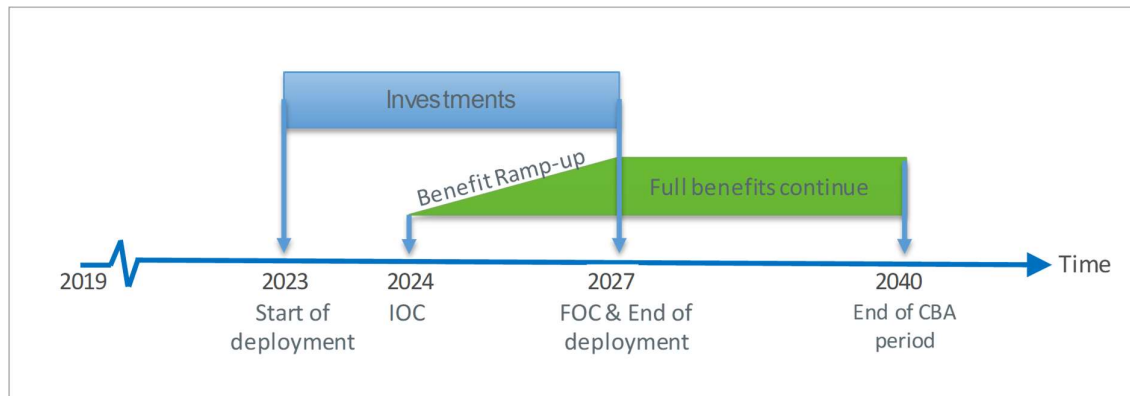 Investments
Benefit Ramp-up
Full benefits continue
Time
2019
2023
2024
2027
2040
Start of
deployment
IOC
FOC & End of
deployment
End of CBA
period